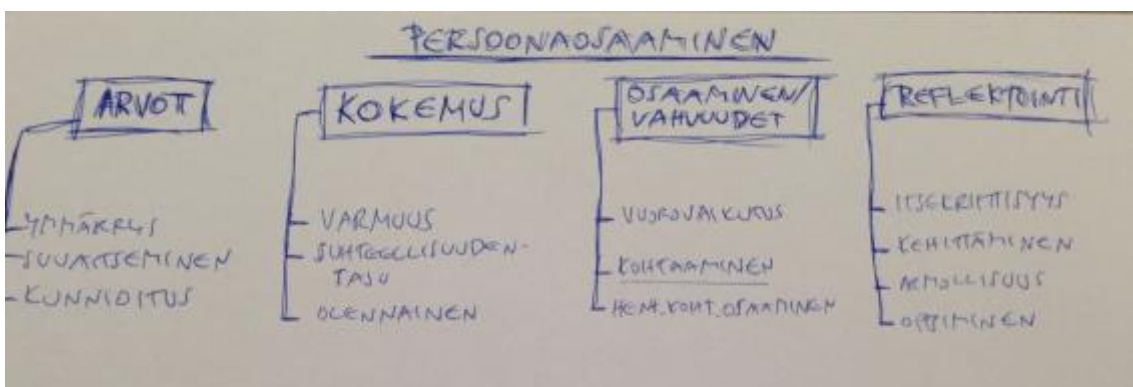 PERSOONAOSAAMINEN
ARVOT
YMMÄRRYS
SUVAITSEMINEN
KUNNIOITUS
KOKEMUS
VARMUUS
SUHTEELLISUUDEN-
TAJU
OLENNAINEN
OSAAMINEN/
VAHVUUDET
VUOROVAIKUTUS
KOHTAAMINEN
HENK.KOHT.OSAAMINEN
REFLEKTOINTI
ITSEKRIITTISYYS
KEHITTÄMINEN
ARMOLLISUUS
OPPIMINEN